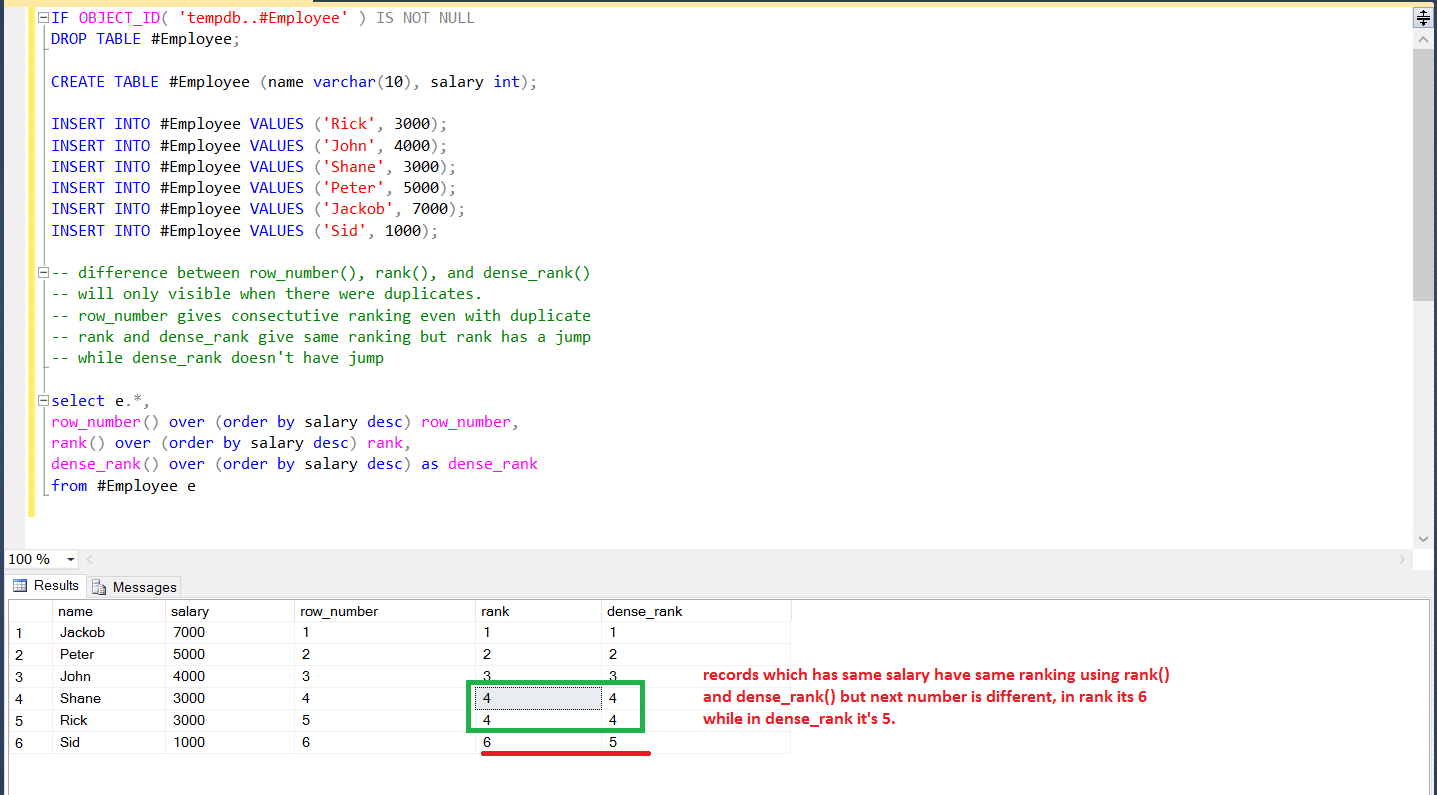 IF OBJECT_ID( 'tempdb..#Employee' ) IS NOT NULL
DROP TABLE #Employee;
CREATE TABLE #Employee (name varchar(10), salary int);
INSERT INTO #Employee VALUES ('Rick', 3000);
INSERT INTO #Employee VALUES ('John', 4000);
INSERT INTO #Employee VALUES ('Shane', 3000);
INSERT INTO #Employee VALUES ('Peter', 5000);
INSERT INTO #Employee VALUES ('Jackob', 7000);
INSERT INTO #Employee VALUES ('Sid', 1000);
-- difference between row_number(), rank(), and dense_rank()
-- will only visible when there were duplicates.
-- row_number gives consectutive ranking even with duplicate
-- rank and dense_rank give same ranking but rank has a jump
-- while dense_rank doesn't have jump
select e.*,
row_number() over (order by salary desc) row_number,
rank() over (order by salary desc) rank,
dense_rank() over (order by salary desc) as dense_rank
from #Employee e
100 %
Results Messages
name salary row_number rank dense_rank
1 Jackob 7000 1 1 1
2 Peter 5000 2 2 2
3 John 4000 3 3 3
4 Shane 3000 4 4 4
5 Rick 3000 5 4 4
6 Sid 1000 6 6 5
records which has same salary have same ranking using rank()
and dense_rank() but next number is different, in rank its 6
while in dense_rank it's 5.